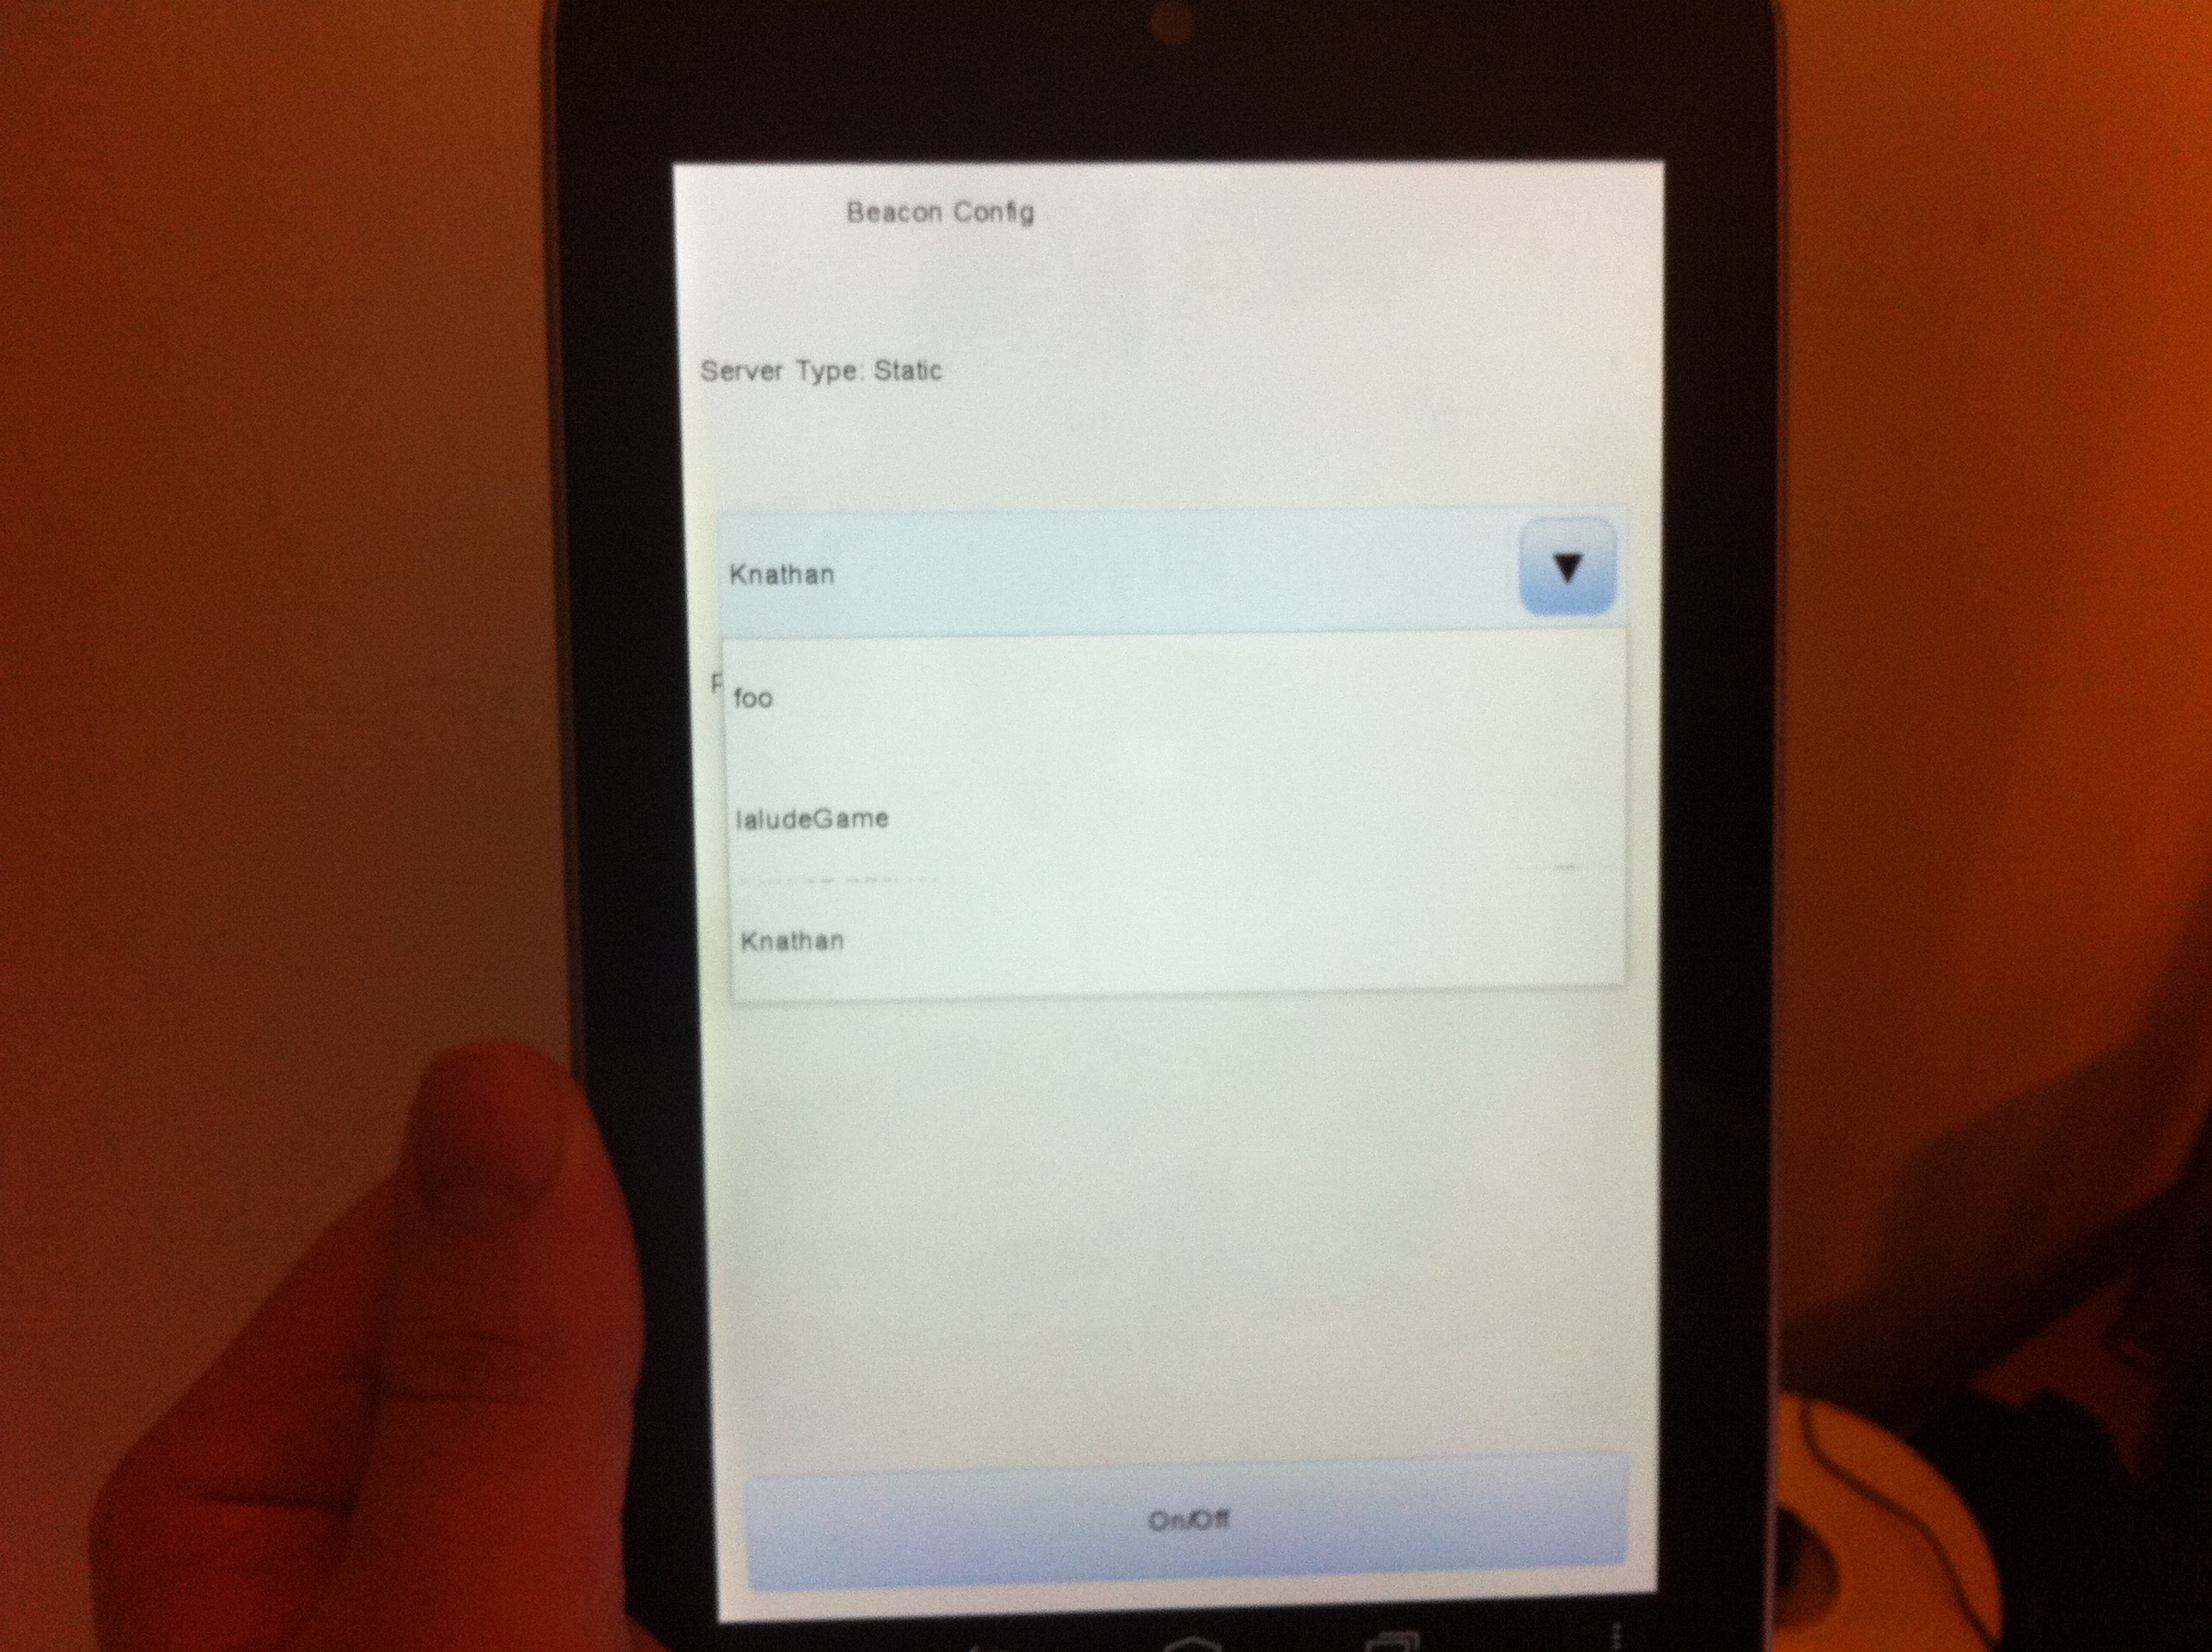 Beacon Config
Server Type: Static
Knathan
F
foo
laludeGame
Knathan
On/Off